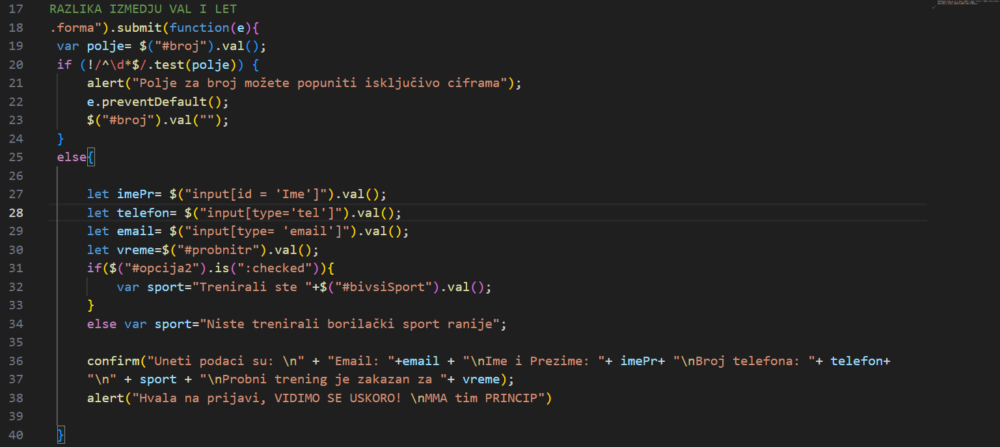 17 RAZLIKA IZMEDJU VAL I LET
18 .forma").submit(function(e){
19 var polje= $("#broj").val();
20 if (!/^\d*$/.test(polje)) {
21 alert("Polje za broj možete popuniti isključivo ciframa");
22 e.preventDefault();
23 $("#broj").val("");
24 }
25 else{
26
27 let imePr= $("input[id = 'Ime']").val();
28 let telefon= $("input[type='tel']").val();
29 let email= $("input[type= 'email']").val();
30 let vreme=$("#probnitr").val();
31 if($("#opcija2").is(":checked")){
32 var sport="Trenirali ste "+$("#bivsiSport").val();
33 }
34 else var sport="Niste trenirali borilački sport ranije";
35
36 confirm("Uneti podaci su: \n" + "Email: "+email + "\nIme i Prezime: "+ imePr+ "\nBroj telefona: "+ telefon+
37 "\n" + sport + "\nProbni trening je zakazan za "+ vreme);
38 alert("Hvala na prijavi, VIDIMO SE USKORO! \nMMA tim PRINCIP")
39
40 }